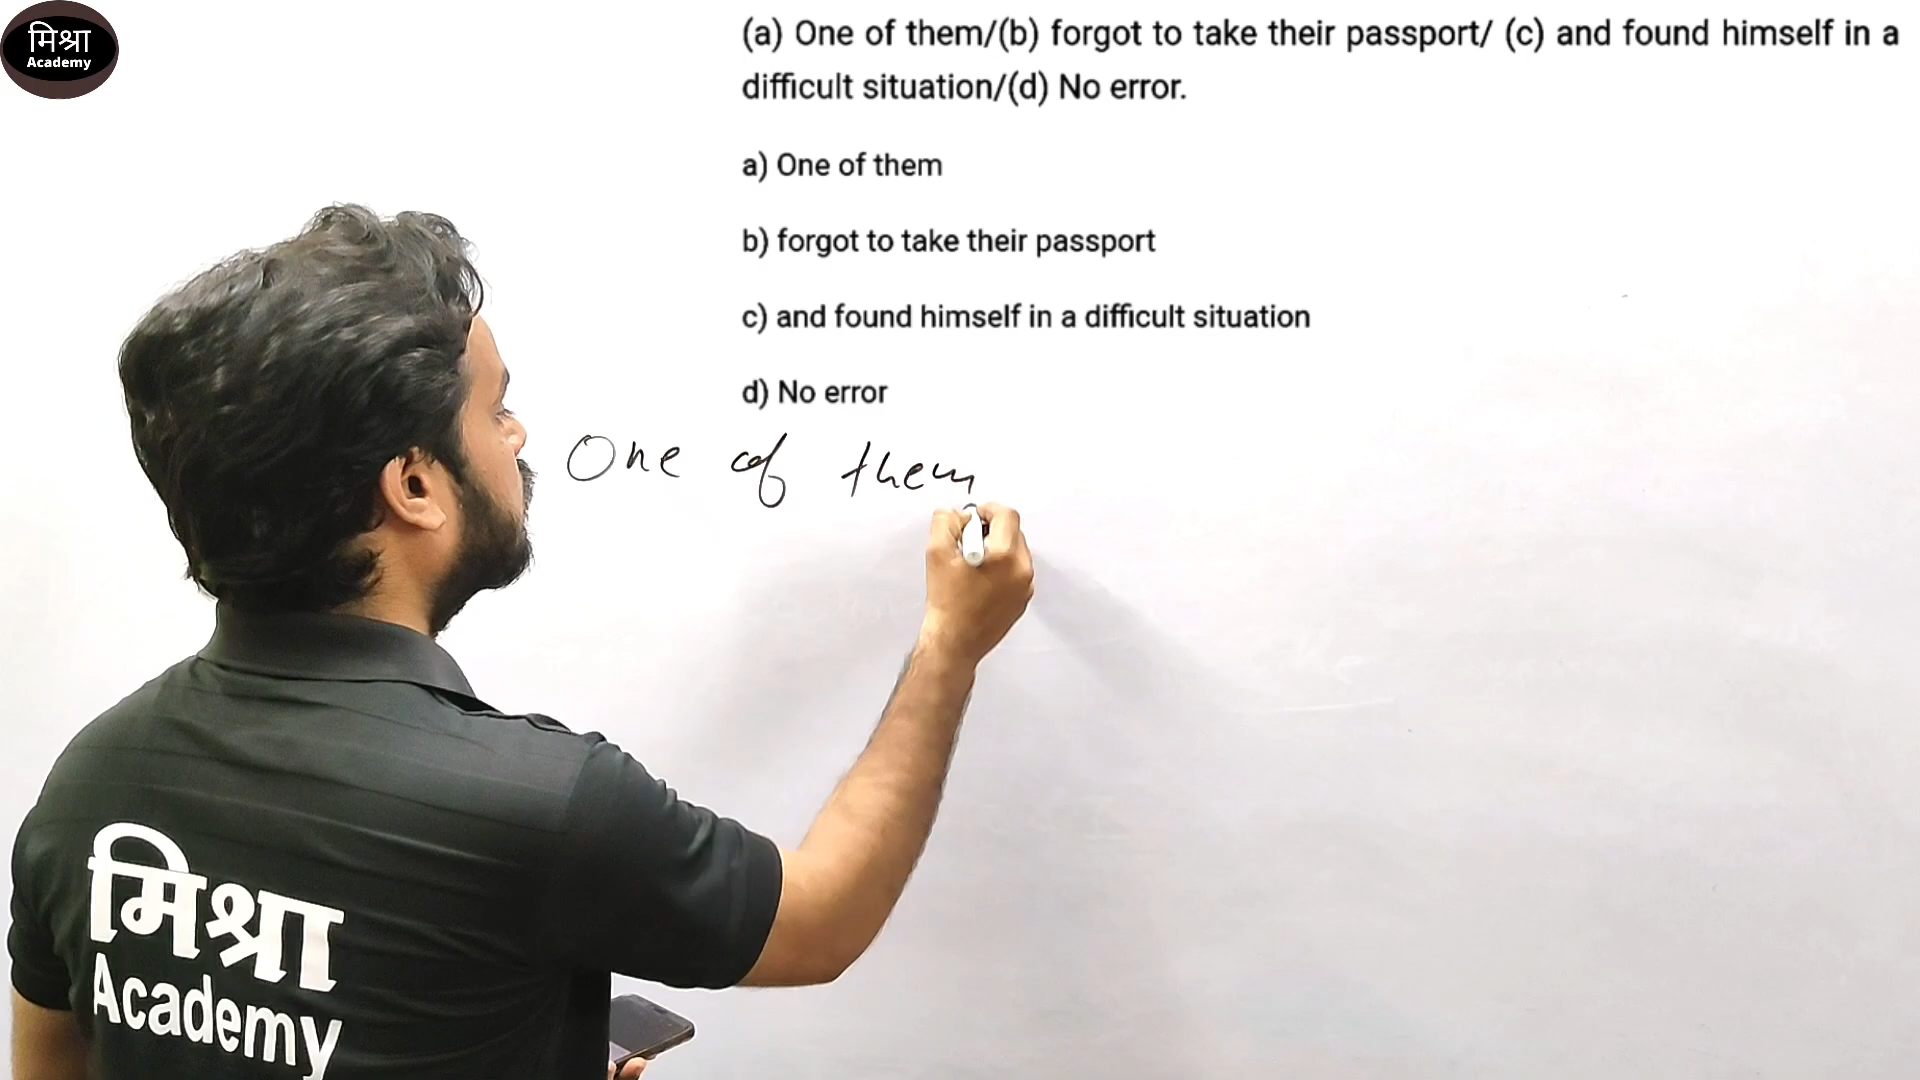 मिश्रा
Academy
(a) One of them/(b) forgot to take their passport/ (c) and found himself in a
difficult situation/(d) No error.
a) One of them
b) forgot to take their passport
c) and found himself in a difficult situation
d) No error
One of them
मिश्रा
Academy